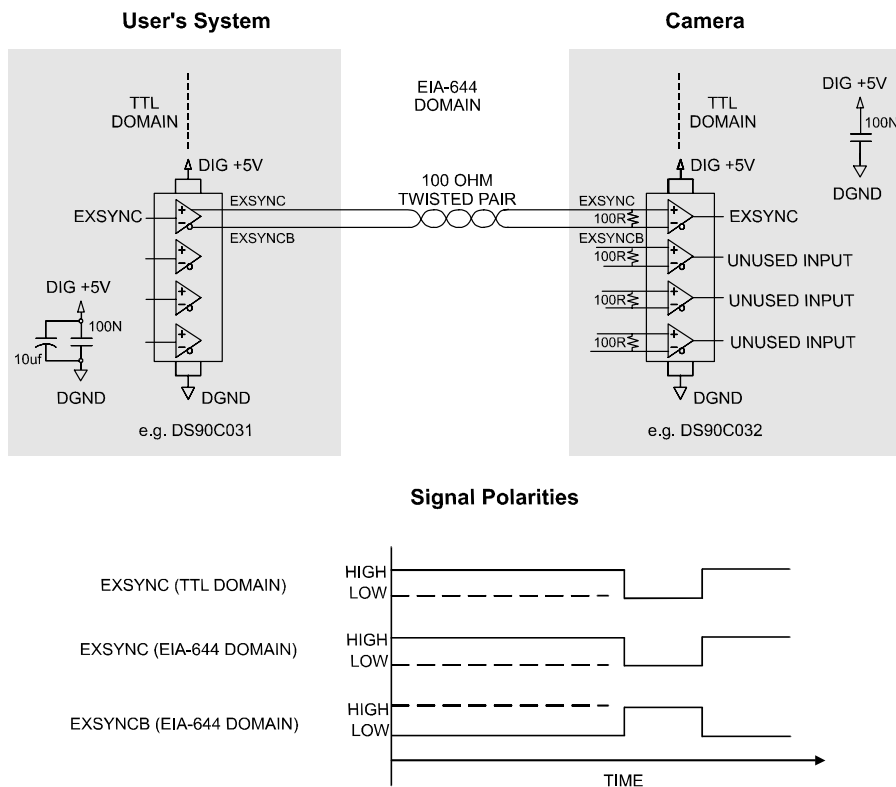 User's System
Camera
TTL
DOMAIN
EIA-644
DOMAIN
TTL
DOMAIN
DIG +5V
100N
DGND
DIG +5V
DIG +5V
100 OHM
TWISTED PAIR
EXSYNC
EXSYNC
EXSYNCB
EXSYNC
100R
EXSYNC
EXSYNCB
100R
UNUSED INPUT
100R
UNUSED INPUT
100R
UNUSED INPUT
DIG +5V
100N
10uf
DGND
DGND
DGND
e.g. DS90C031
e.g. DS90C032
Signal Polarities
EXSYNC (TTL DOMAIN)
HIGH
LOW
EXSYNC (EIA-644 DOMAIN)
HIGH
LOW
EXSYNCB (EIA-644 DOMAIN)
HIGH
LOW
TIME